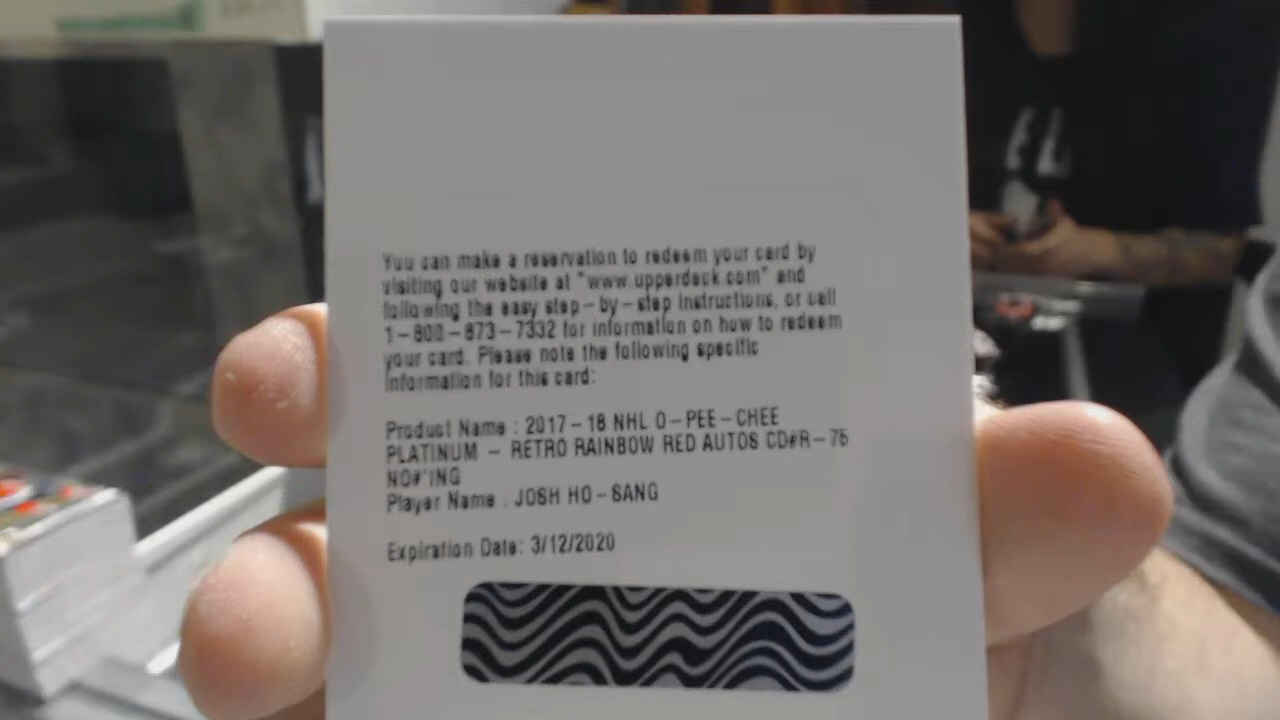 You can make a reservation to redeem your card by
visiting our website at "www.upperdeck.com" and
following the easy step-by-step instructions, or call
1-800-873-7332 for information on how to redeem
your card. Please note the following specific
information for this card:
Product Name : 2017-18 NHL O-PEE-CHEE
PLATINUM - RETRO RAINBOW RED AUTOS CD#R-75
NO#'ING
Player Name : JOSH HO-SANG
Expiration Date: 3/12/2020